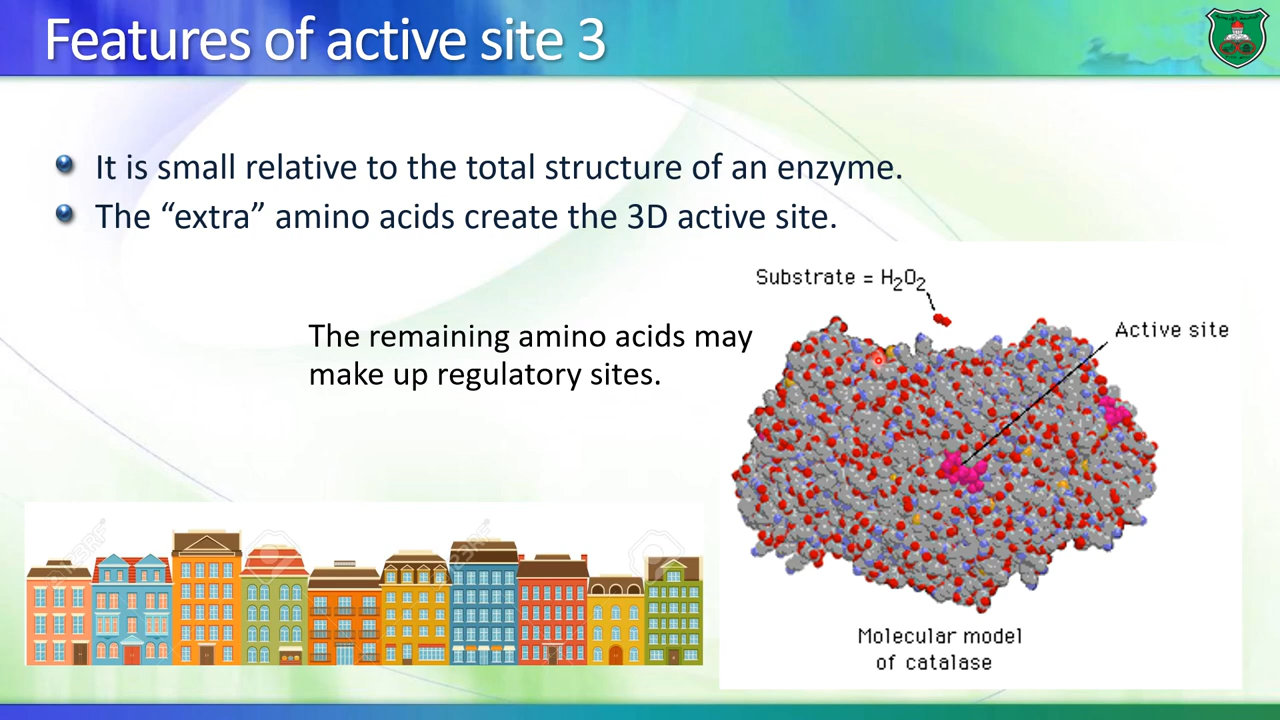 Features of active site 3
It is small relative to the total structure of an enzyme.
The “extra” amino acids create the 3D active site.
Substrate = H₂O₂
Active site
The remaining amino acids may
make up regulatory sites.
123RF
123RF
Molecular model
of catalase